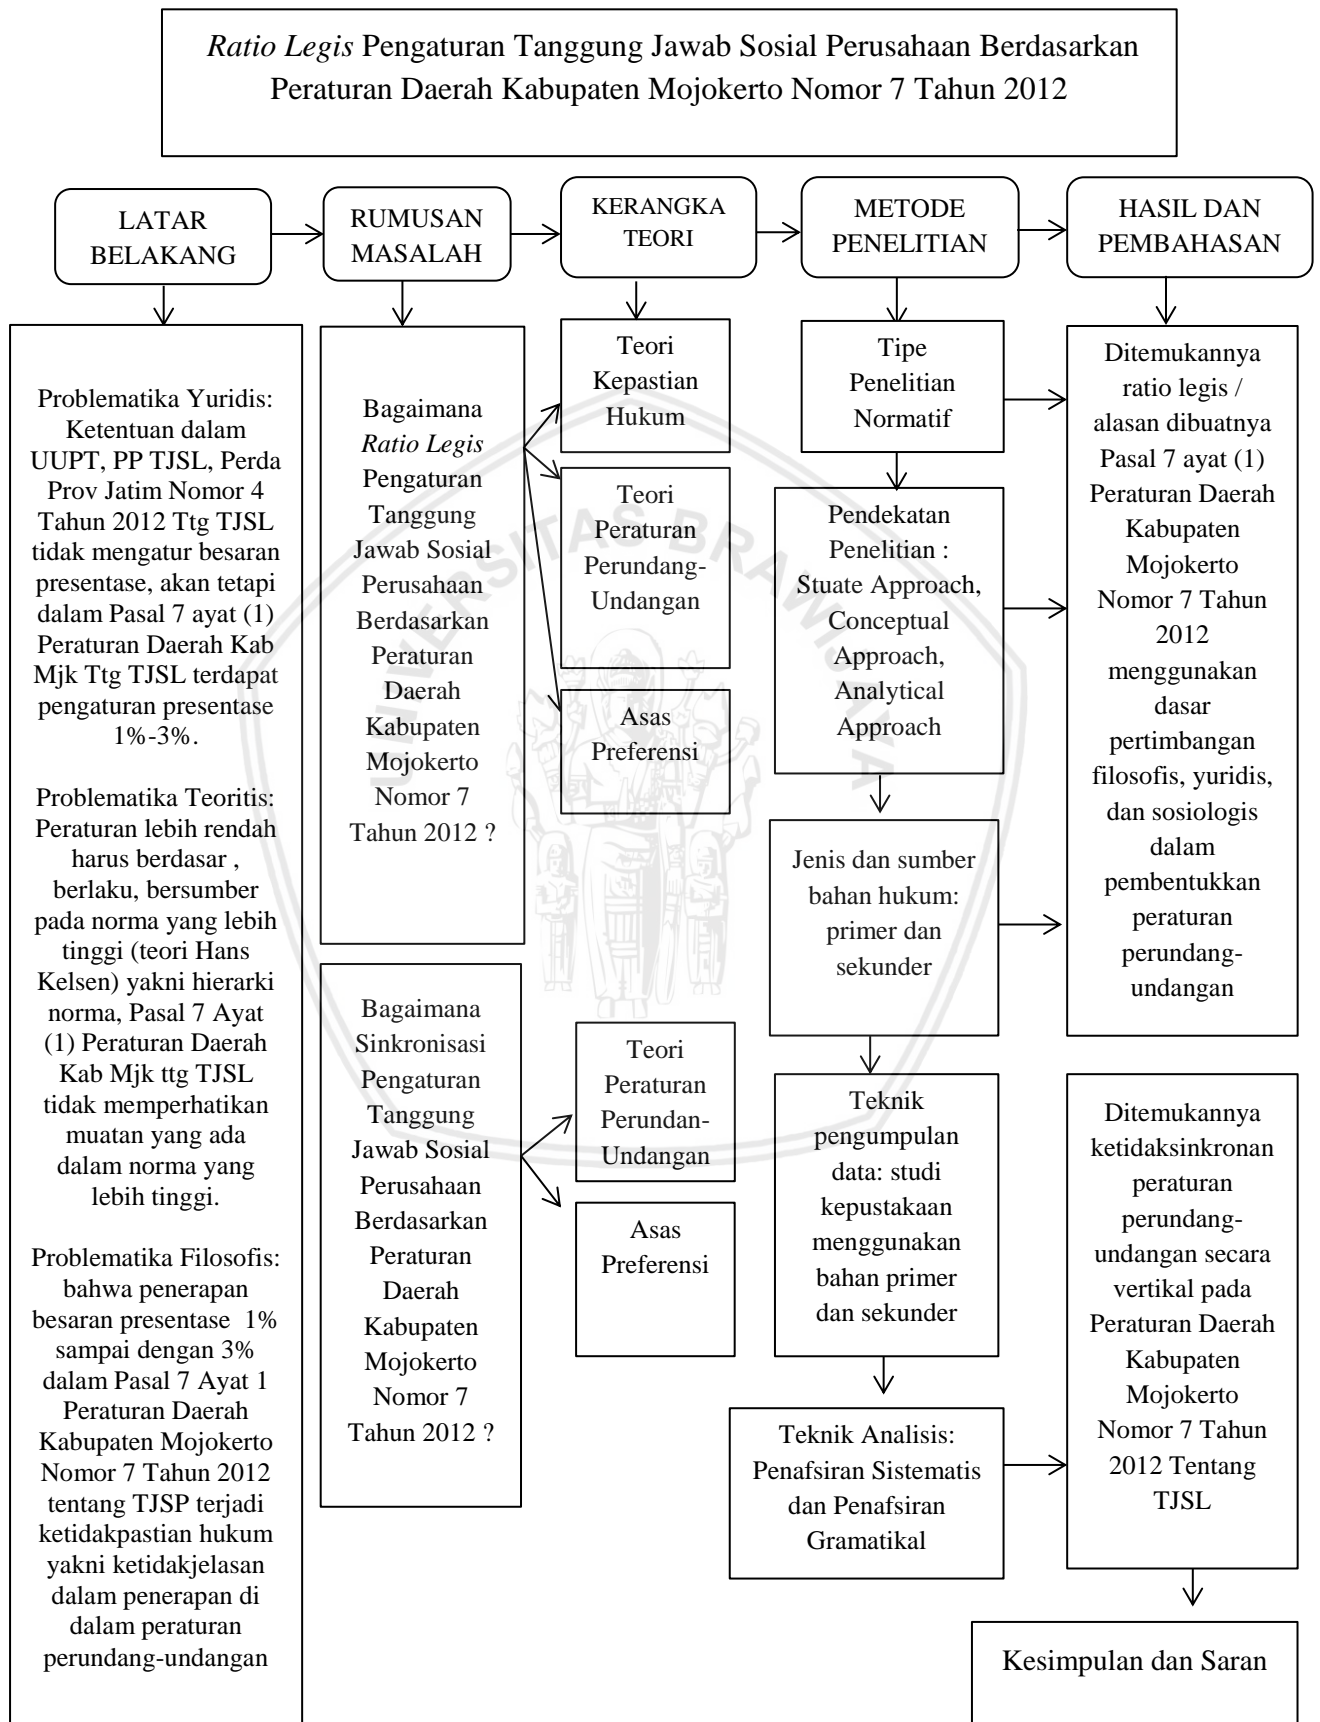 Ratio Legis Pengaturan Tanggung Jawab Sosial Perusahaan Berdasarkan
Peraturan Daerah Kabupaten Mojokerto Nomor 7 Tahun 2012
LATAR
BELAKANG
RUMUSAN
MASALAH
KERANGKA
TEORI
METODE
PENELITIAN
HASIL DAN
PEMBAHASAN
Problematika Yuridis:
Ketentuan dalam
UUPT, PP TJSL, Perda
Prov Jatim Nomor 4
Tahun 2012 Ttg TJSL
tidak mengatur besaran
presentase, akan tetapi
dalam Pasal 7 ayat (1)
Peraturan Daerah Kab
Mjk Ttg TJSL terdapat
pengaturan presentase
1%-3%.
Problematika Teoritis:
Peraturan lebih rendah
harus berdasar ,
berlaku, bersumber
pada norma yang lebih
tinggi (teori Hans
Kelsen) yakni hierarki
norma, Pasal 7 Ayat
(1) Peraturan Daerah
Kab Mjk ttg TJSL
tidak memperhatikan
muatan yang ada
dalam norma yang
lebih tinggi.
Problematika Filosofis:
bahwa penerapan
besaran presentase 1%
sampai dengan 3%
dalam Pasal 7 Ayat 1
Peraturan Daerah
Kabupaten Mojokerto
Nomor 7 Tahun 2012
tentang TJSP terjadi
ketidakpastian hukum
yakni ketidakjelasan
dalam penerapan di
dalam peraturan
perundang-undangan
Bagaimana
Ratio Legis
Pengaturan
Tanggung
Jawab Sosial
Perusahaan
Berdasarkan
Peraturan
Daerah
Kabupaten
Mojokerto
Nomor 7
Tahun 2012 ?
Bagaimana
Sinkronisasi
Pengaturan
Tanggung
Jawab Sosial
Perusahaan
Berdasarkan
Peraturan
Daerah
Kabupaten
Mojokerto
Nomor 7
Tahun 2012 ?
Teori
Kepastian
Hukum
Teori
Peraturan
Perundang-
Undangan
Asas
Preferensi
Teori
Peraturan
Perundan-
Undangan
Asas
Preferensi
Tipe
Penelitian
Normatif
Pendekatan
Penelitian :
Stuate Approach,
Conceptual
Approach,
Analytical
Approach
Jenis dan sumber
bahan hukum:
primer dan
sekunder
Teknik
pengumpulan
data: studi
kepustakaan
menggunakan
bahan primer
dan sekunder
Teknik Analisis:
Penafsiran Sistematis
dan Penafsiran
Gramatikal
Ditemukannya
ratio legis /
alasan dibuatnya
Pasal 7 ayat (1)
Peraturan Daerah
Kabupaten
Mojokerto
Nomor 7 Tahun
2012
menggunakan
dasar
pertimbangan
filosofis, yuridis,
dan sosiologis
dalam
pembentukkan
peraturan
perundang-
undangan
Ditemukannya
ketidaksinkronan
peraturan
perundang-
undangan secara
vertikal pada
Peraturan Daerah
Kabupaten
Mojokerto
Nomor 7 Tahun
2012 Tentang
TJSL
Kesimpulan dan Saran
UNIVERSITAS BRAWIJAYA